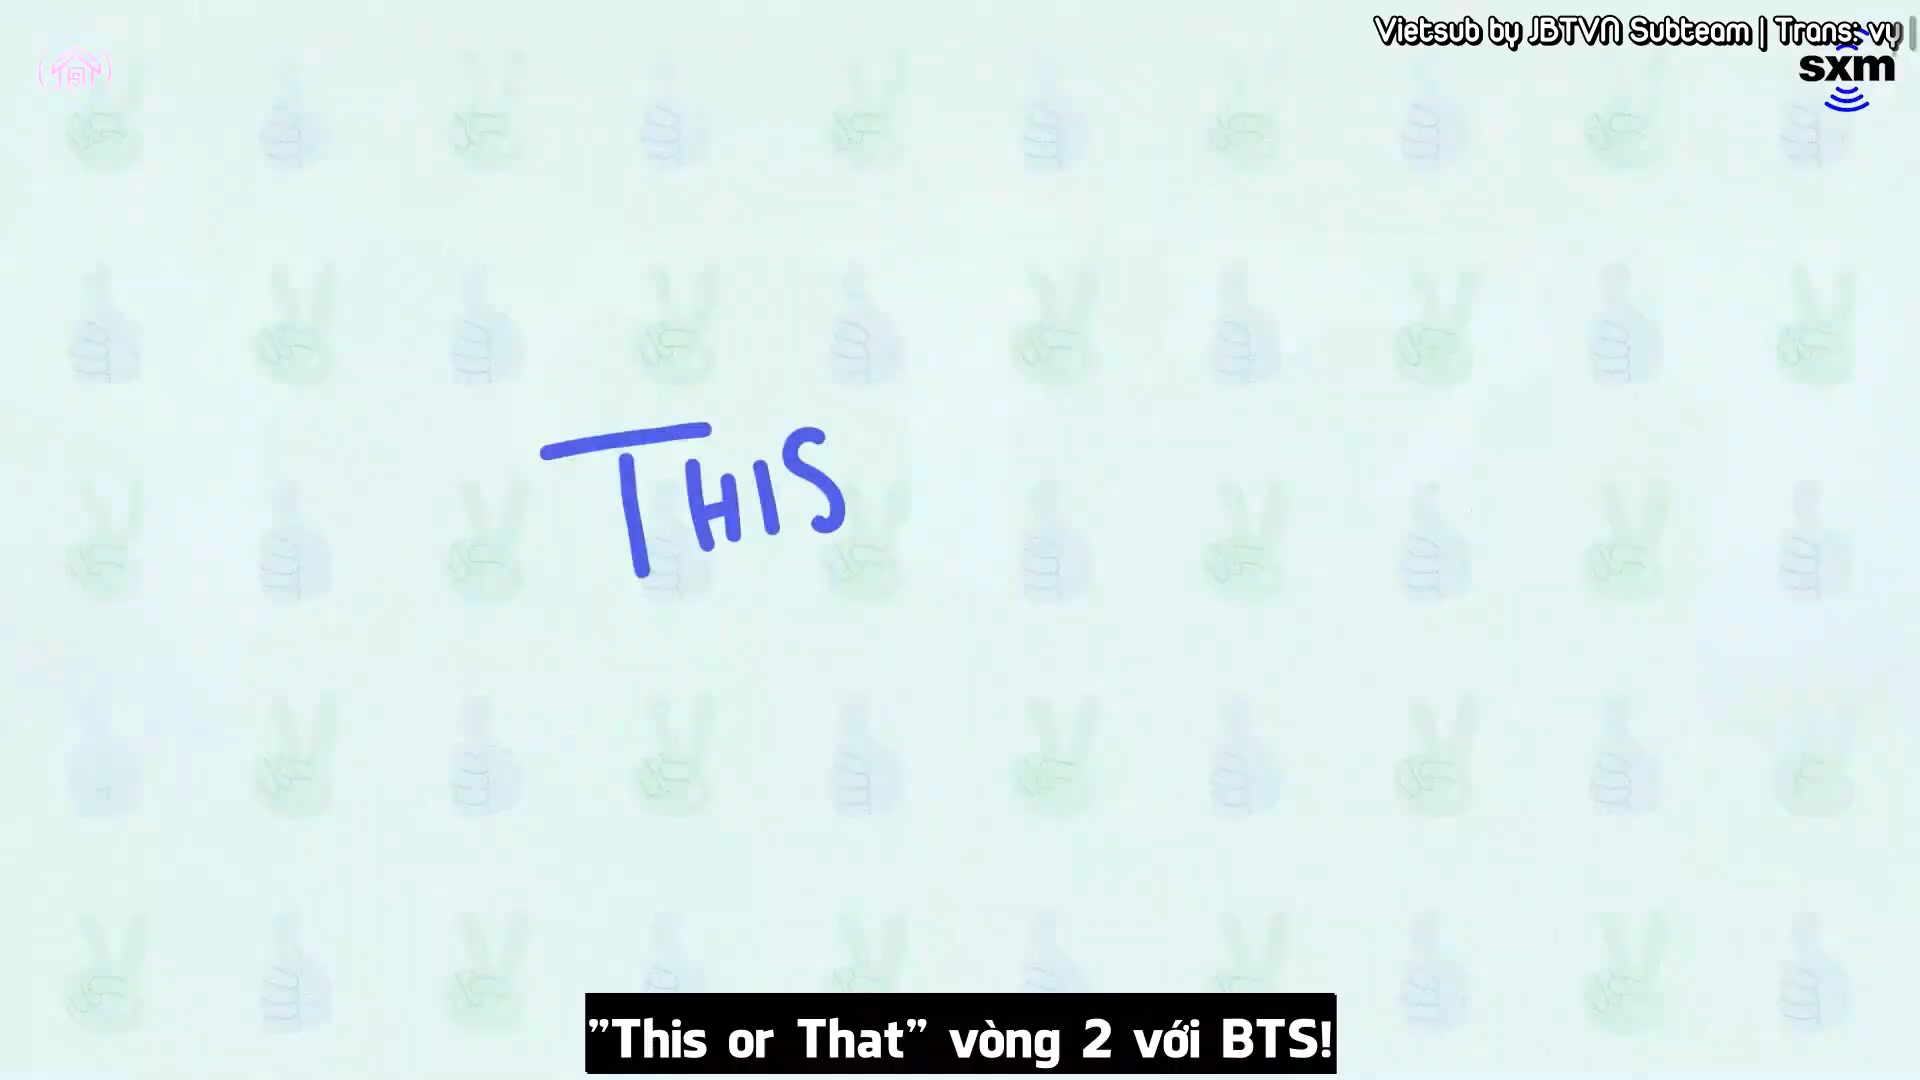 Vietsub by JBTVN Subteam | Trans: vy |
sxm
THIS
"This or That" vòng 2 với BTS!